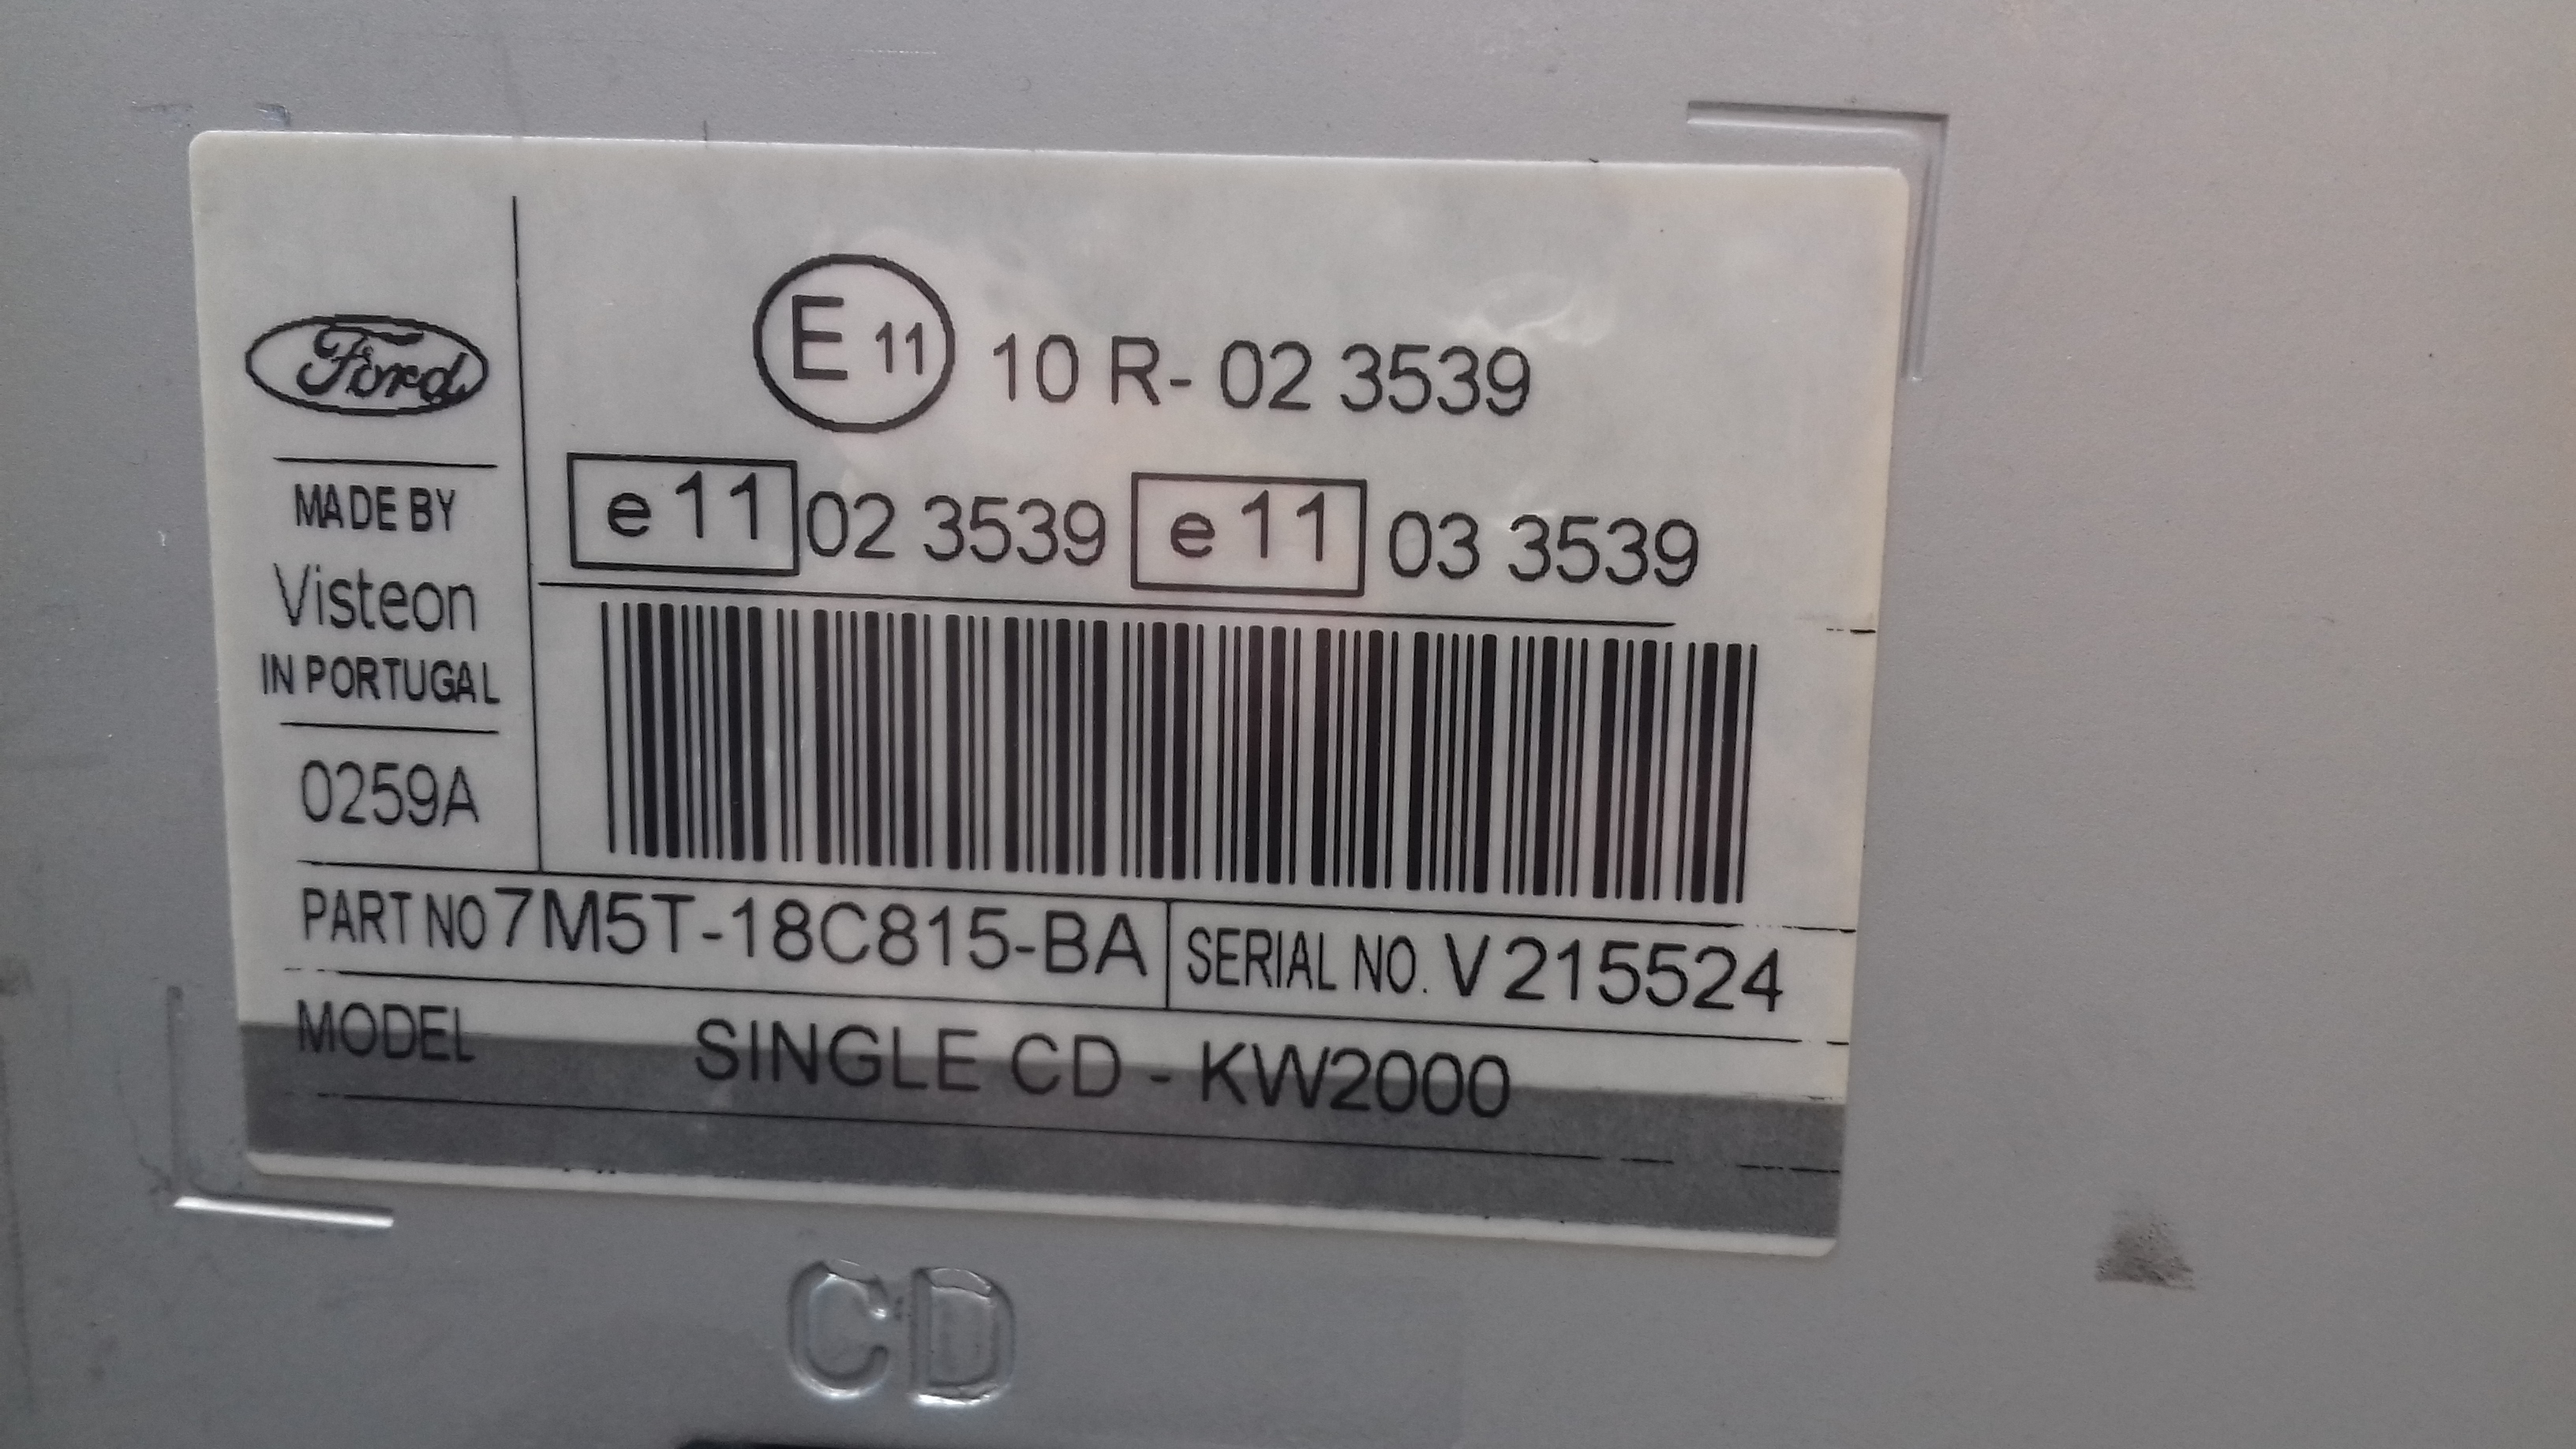 Ford
MADE BY
Visteon
IN PORTUGAL
0259A
E 11 10 R- 02 3539
e 11 02 3539 e 11 03 3539
PART NO 7M5T-18C815-BA SERIAL NO. V 215524
MODEL SINGLE CD - KW2000
CD